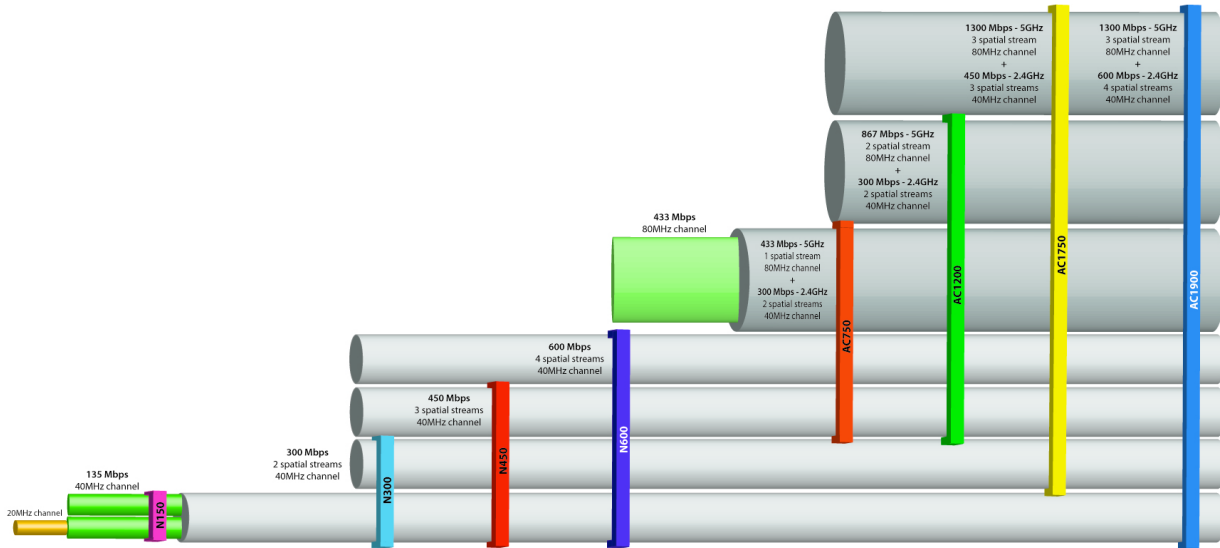 1300 Mbps - 5GHz
3 spatial stream
80MHz channel
+
450 Mbps - 2.4GHz
3 spatial streams
40MHz channel
1300 Mbps - 5GHz
3 spatial stream
80MHz channel
+
600 Mbps - 2.4GHz
4 spatial streams
40MHz channel
867 Mbps - 5GHz
2 spatial stream
80MHz channel
+
300 Mbps - 2.4GHz
2 spatial streams
40MHz channel
433 Mbps
80MHz channel
433 Mbps - 5GHz
1 spatial stream
80MHz channel
+
300 Mbps - 2.4GHz
2 spatial streams
40MHz channel
AC750
AC1200
AC1750
AC1900
600 Mbps
4 spatial streams
40MHz channel
N600
450 Mbps
3 spatial streams
40MHz channel
N450
300 Mbps
2 spatial streams
40MHz channel
N300
135 Mbps
40MHz channel
N150
20MHz channel